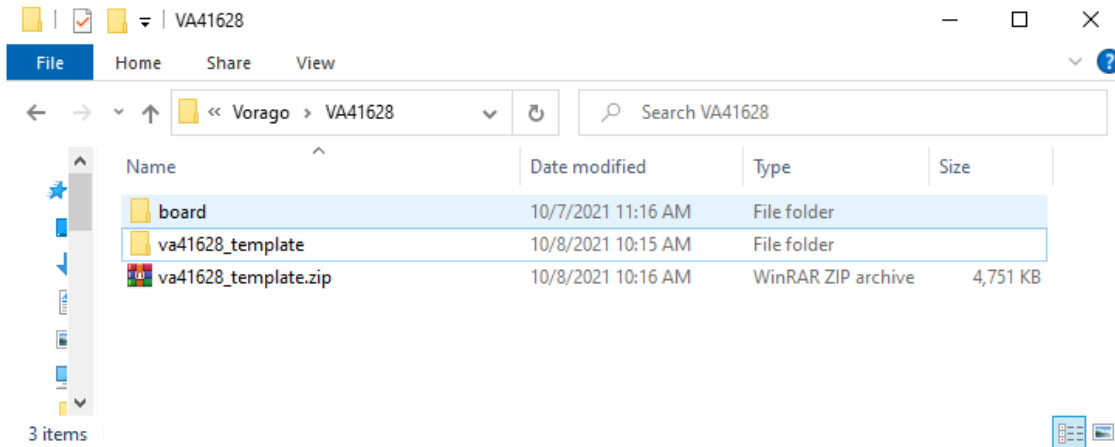 VA41628
File Home Share View
« Vorago › VA41628 Search VA41628
Name Date modified Type Size
board 10/7/2021 11:16 AM File folder
va41628_template 10/8/2021 10:15 AM File folder
va41628_template.zip 10/8/2021 10:16 AM WinRAR ZIP archive 4,751 KB
3 items